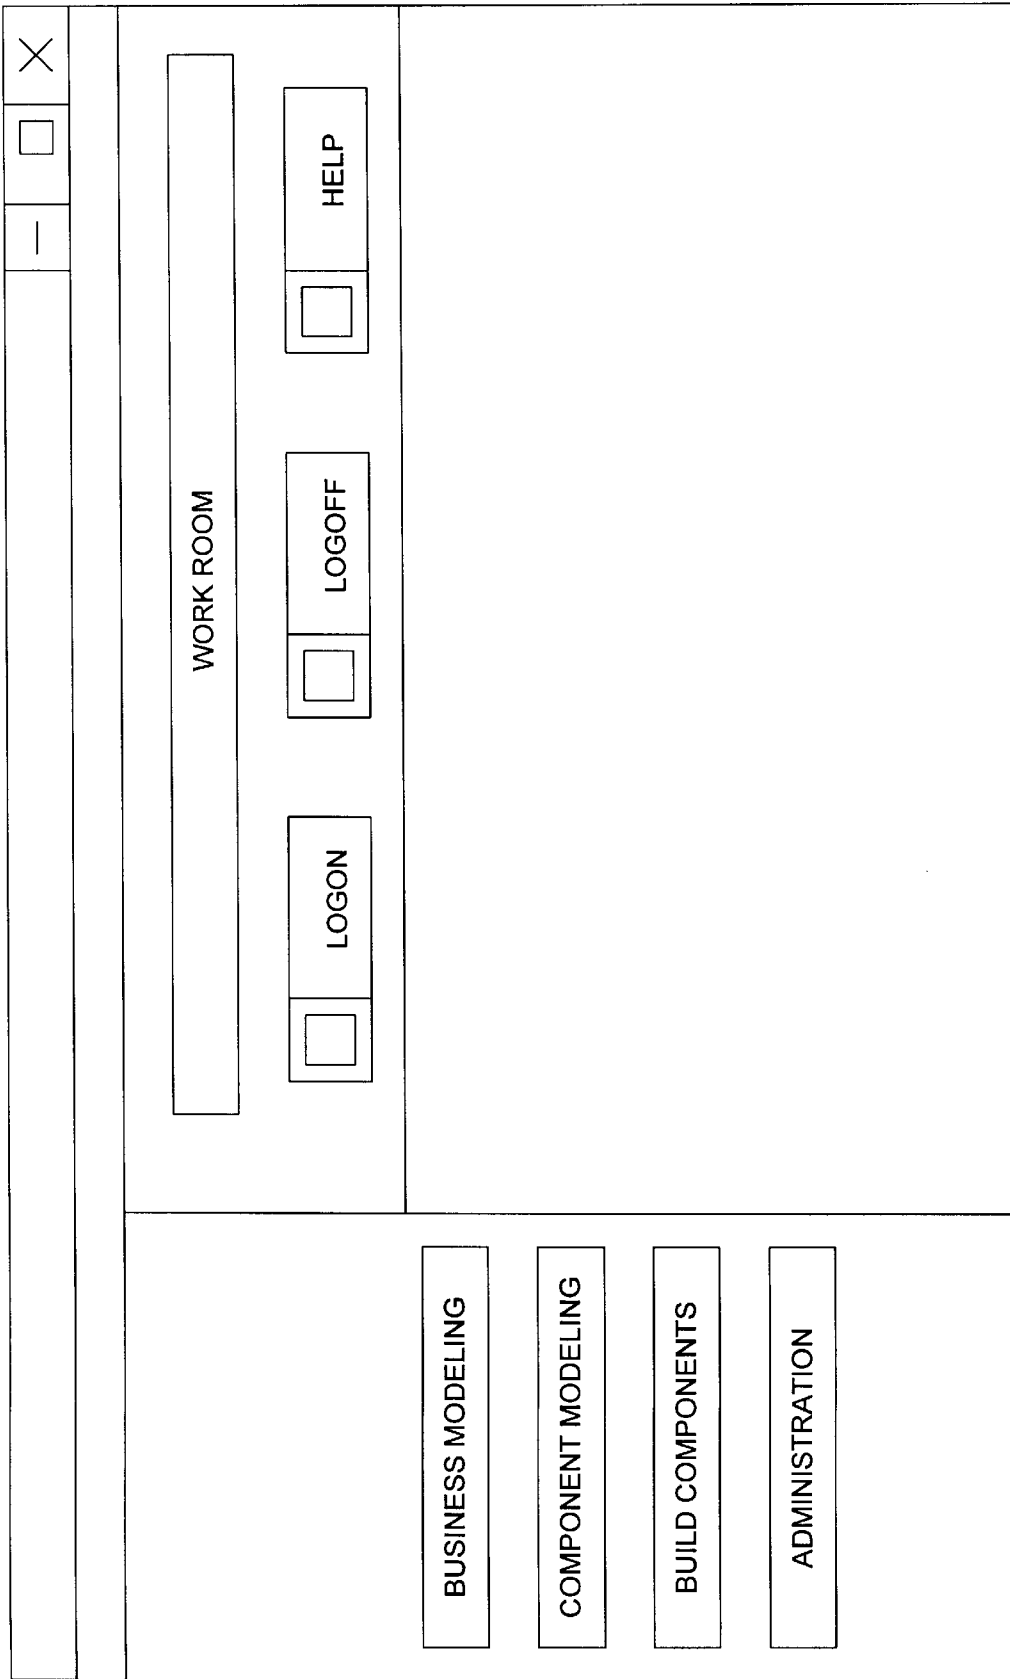 WORK ROOM
LOGON
LOGOFF
HELP
BUSINESS MODELING
COMPONENT MODELING
BUILD COMPONENTS
ADMINISTRATION